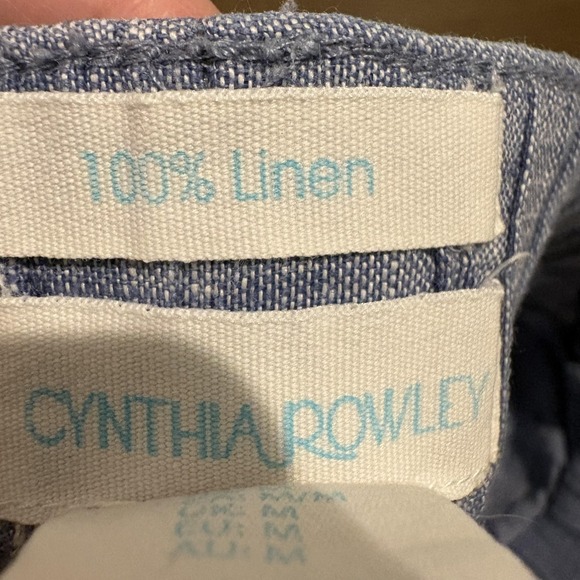 100% Linen
CYNTHIA ROWLEY
M/M
M
EU: M
AU: M